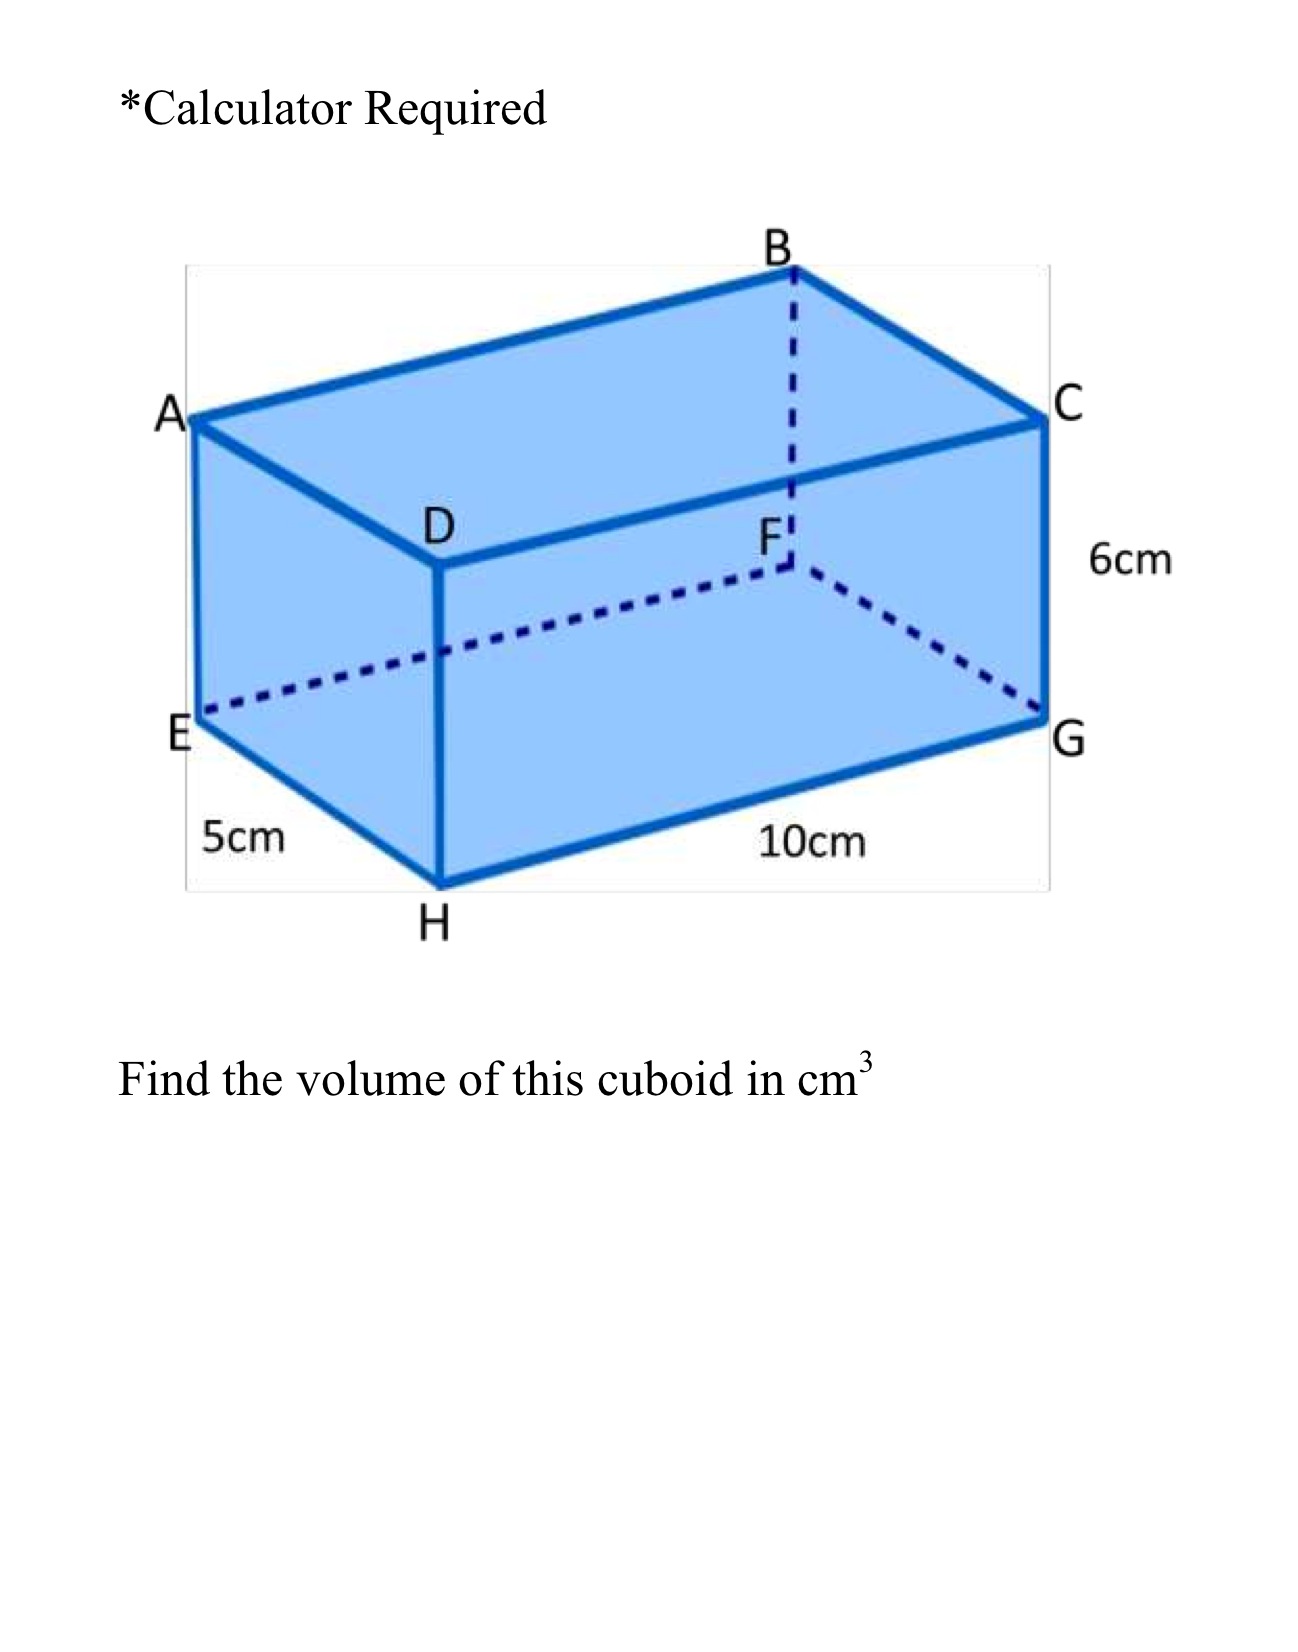 *Calculator Required
B
A
C
D
F
6cm
E
G
5cm
10cm
H
Find the volume of this cuboid in cm³